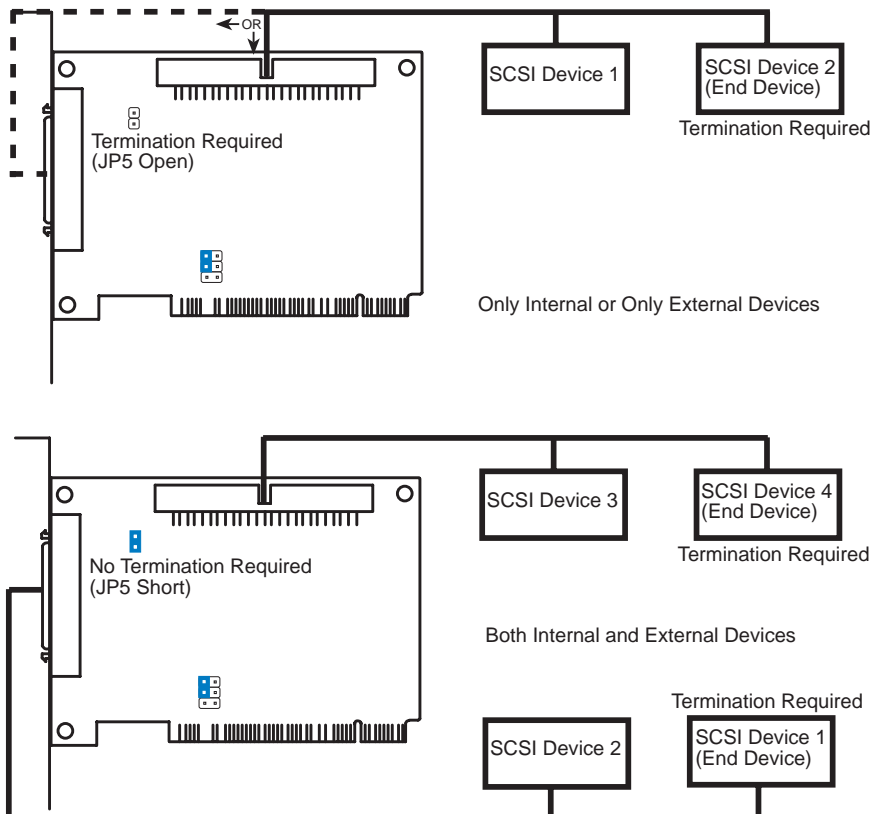 OR
SCSI Device 1
SCSI Device 2
(End Device)
Termination Required
Termination Required
(JP5 Open)
Only Internal or Only External Devices
SCSI Device 3
SCSI Device 4
(End Device)
Termination Required
No Termination Required
(JP5 Short)
Both Internal and External Devices
Termination Required
SCSI Device 2
SCSI Device 1
(End Device)